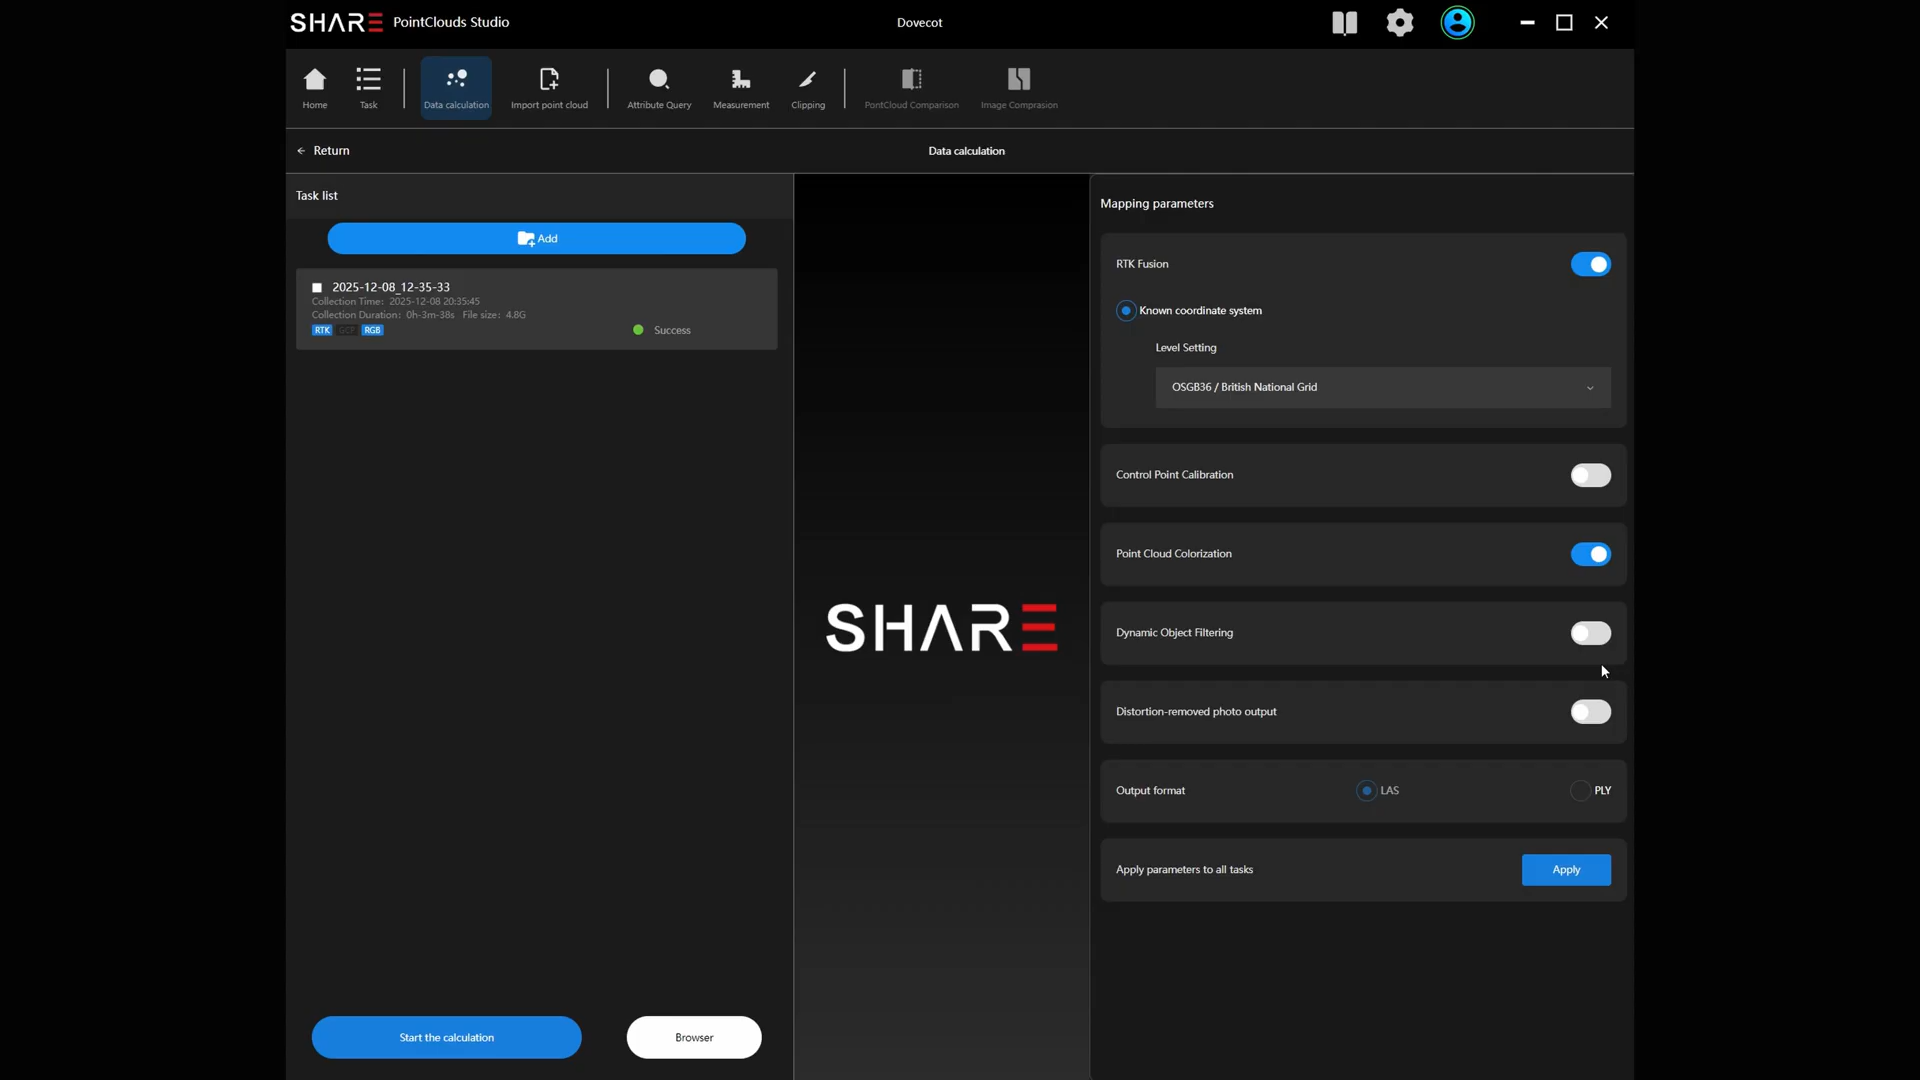 SHARE PointClouds Studio
Dovecot
Home
Task
Data calculation
Import point cloud
Attribute Query
Measurement
Clipping
PontCloud Comparison
Image Comprasion
Return
Data calculation
Task list
Add
2025-12-08_12-35-33
Collection Time: 2025-12-08 20:35:45
Collection Duration: 0h-3m-38s File size: 4.8G
RTK GCP RGB
Success
Start the calculation
Browser
SHARE
Mapping parameters
RTK Fusion
Known coordinate system
Level Setting
OSGB36 / British National Grid
Control Point Calibration
Point Cloud Colorization
Dynamic Object Filtering
Distortion-removed photo output
Output format LAS PLY
Apply parameters to all tasks Apply